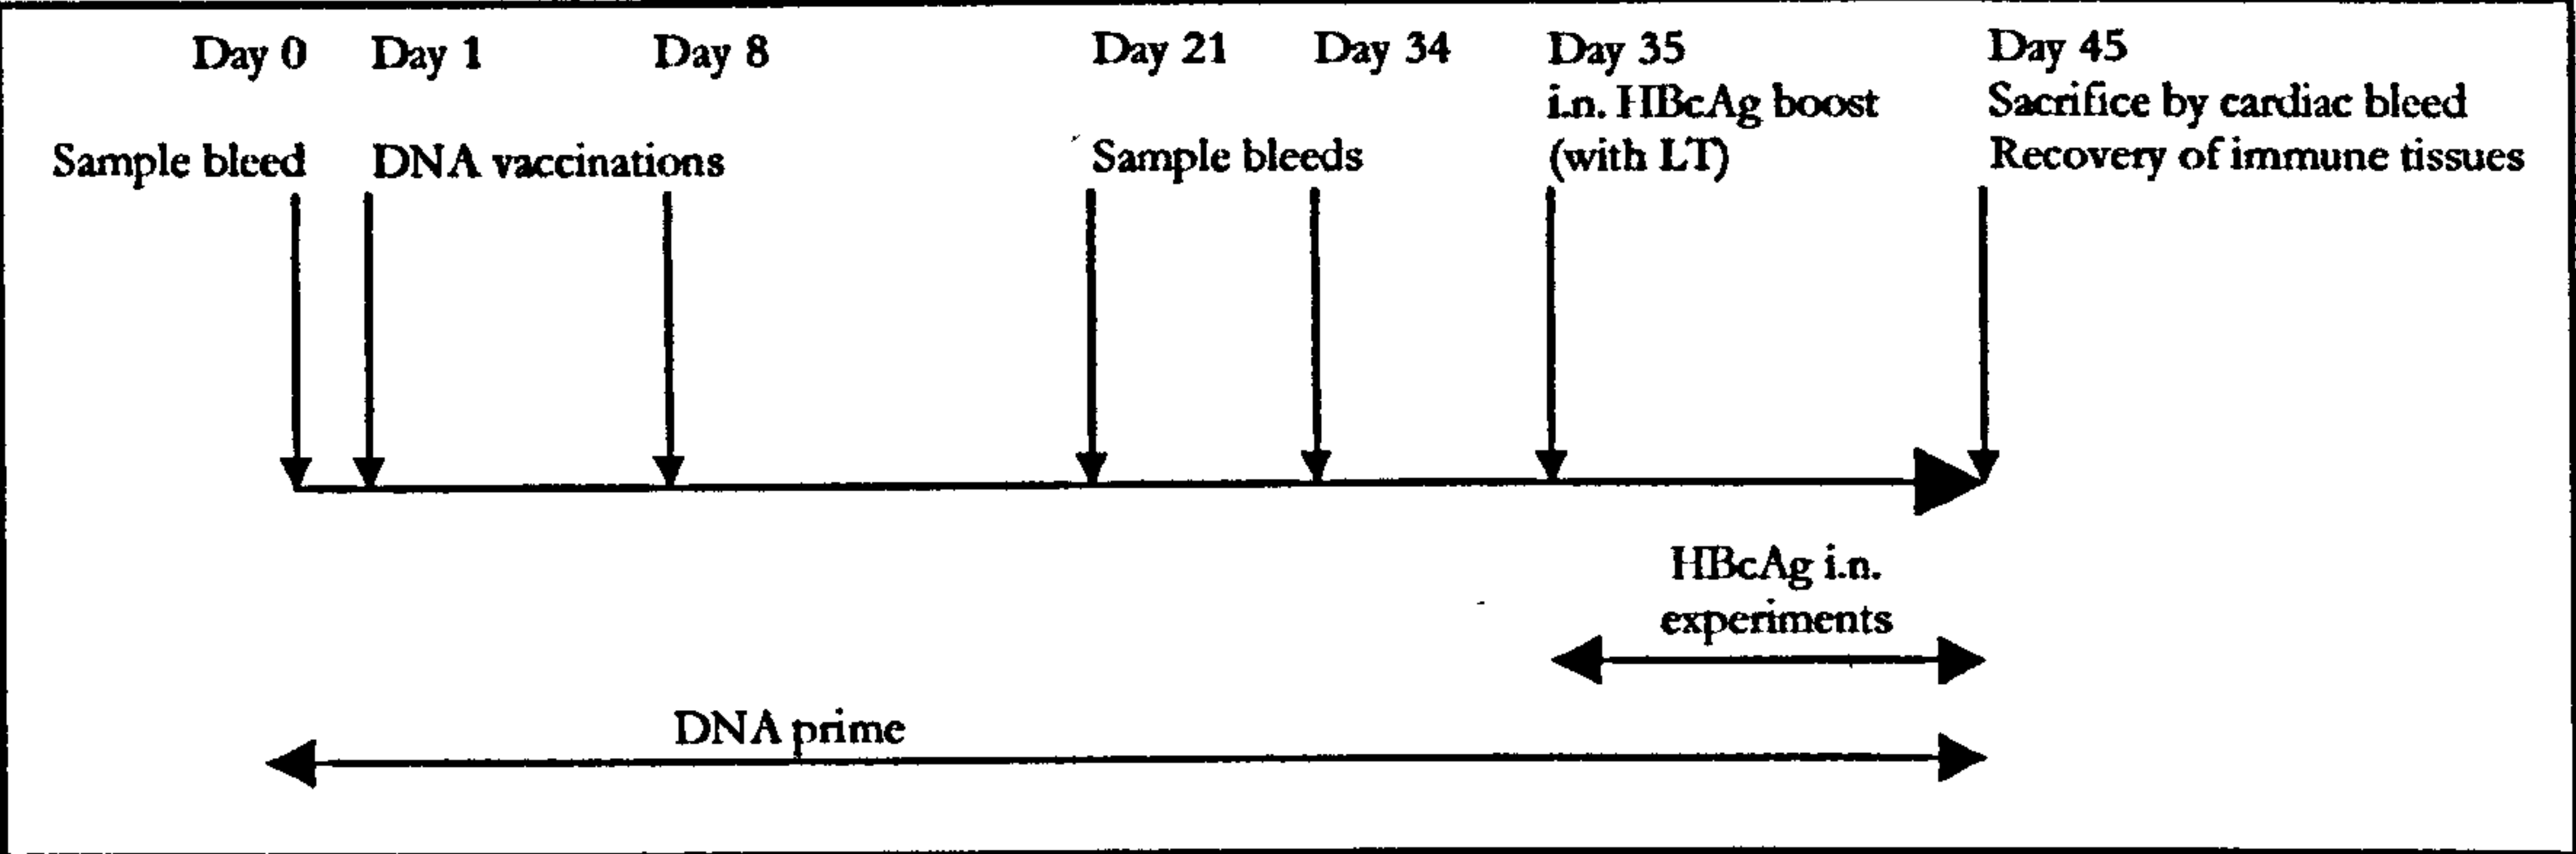 Day 0 Day 1 Day 8 Day 21 Day 34 Day 35 Day 45
i.n. HBcAg boost Sacrifice by cardiac bleed
Sample bleed DNA vaccinations Sample bleeds (with LT) Recovery of immune tissues
HBcAg i.n.
experiments
DNA prime